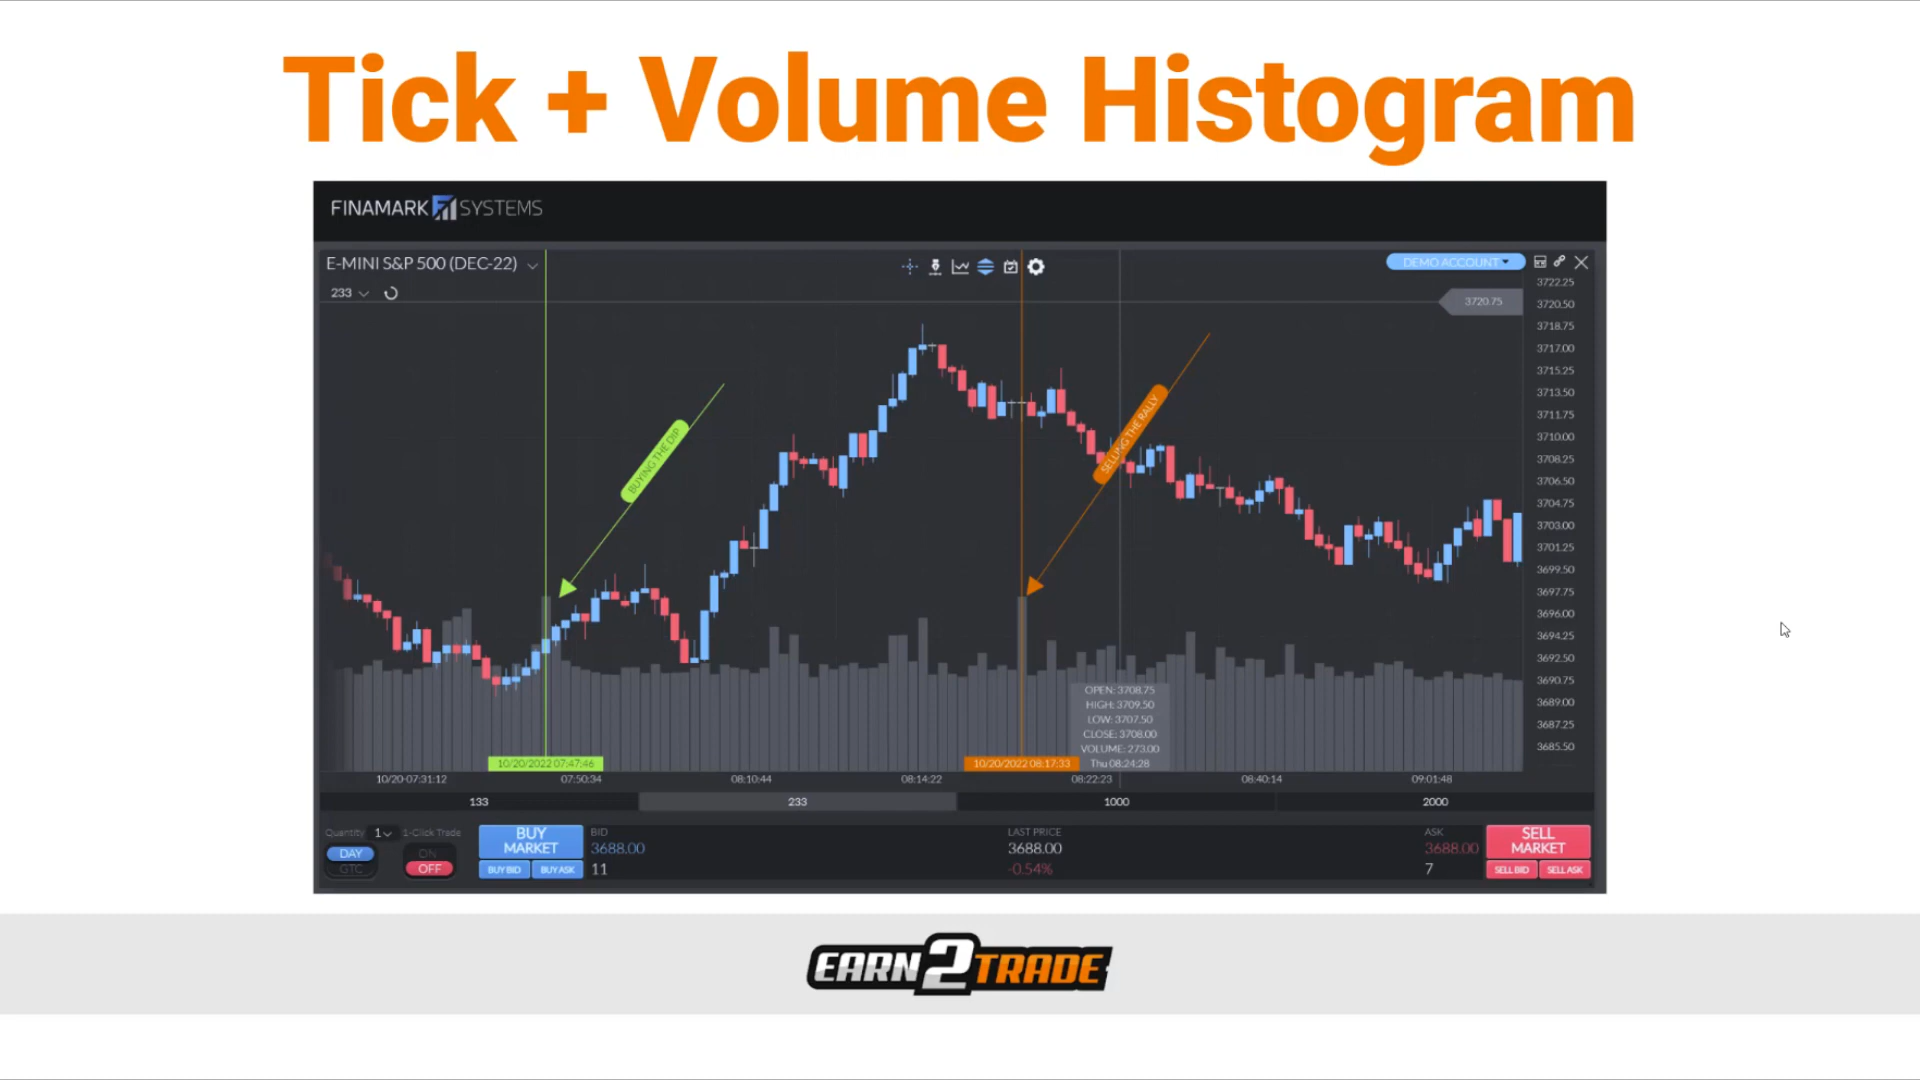 Tick + Volume Histogram
FINAMARK SYSTEMS
E-MINI S&P 500 (DEC-22)
DEMO ACCOUNT
233
3722.25
3720.75
3720.50
3718.75
3717.00
3715.25
3713.50
3711.75
3710.00
3708.25
3706.50
3704.75
3703.00
3701.25
3699.50
3697.75
3696.00
3694.25
3692.50
3690.75
3689.00
3687.25
3685.50
BUYING THE DIP
SELLING THE RALLY
OPEN: 3708.75
HIGH: 3709.50
LOW: 3707.50
CLOSE: 3708.00
VOLUME: 273.00
10/20/2022 07:47:46
10/20/2022 08:17:33
Thu 08:24:28
10/20-07:31:12
07:50:34
08:10:44
08:14:22
08:22:23
08:40:14
09:01:48
133
233
1000
2000
Quantity
1
1-Click Trade
DAY
GTC
ON
OFF
BUY
MARKET
BUY BID
BUY ASK
BID
3688.00
11
LAST PRICE
3688.00
-0.54%
ASK
3688.00
7
SELL
MARKET
SELL BID
SELL ASK
EARN2TRADE